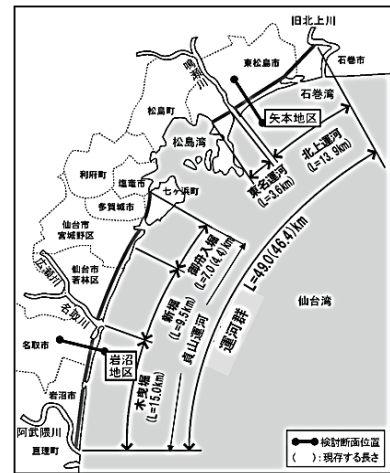 旧北上川
東松島市
石巻市
鳴瀬川
石巻湾
松島町
矢本地区
松島湾
北上運河
(L=13.9km)
東名運河
(L=3.6km)
利府町
塩竃市
七ヶ浜町
多賀城市
仙台市
宮城野区
御舟入堀
(L=7.0(4.4)km)
L=49.0(46.4)km
仙台市
若林区
広瀬川
仙台湾
新堀
(L=9.5km)
貞山運河
運河群
名取川
名取市
岩沼
地区
木曳堀
(L=15.0km)
岩沼市
阿武隈川
亘理町
検討断面位置
( ):現存する長さ